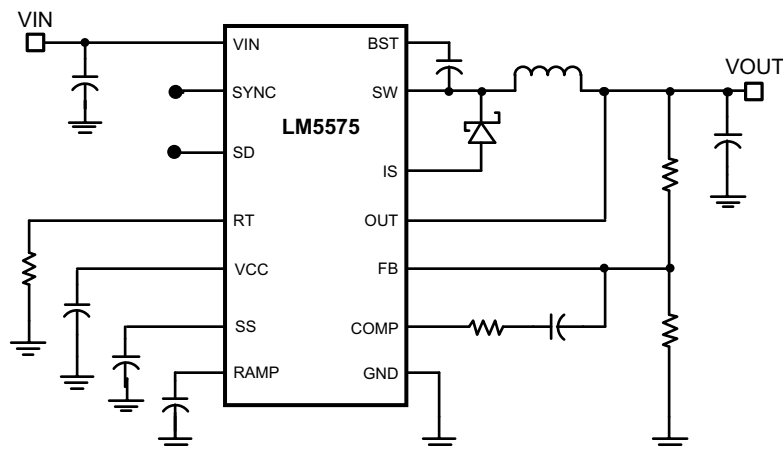 VIN
VOUT
LM5575
VIN
SYNC
SD
RT
VCC
SS
RAMP
BST
SW
IS
OUT
FB
COMP
GND